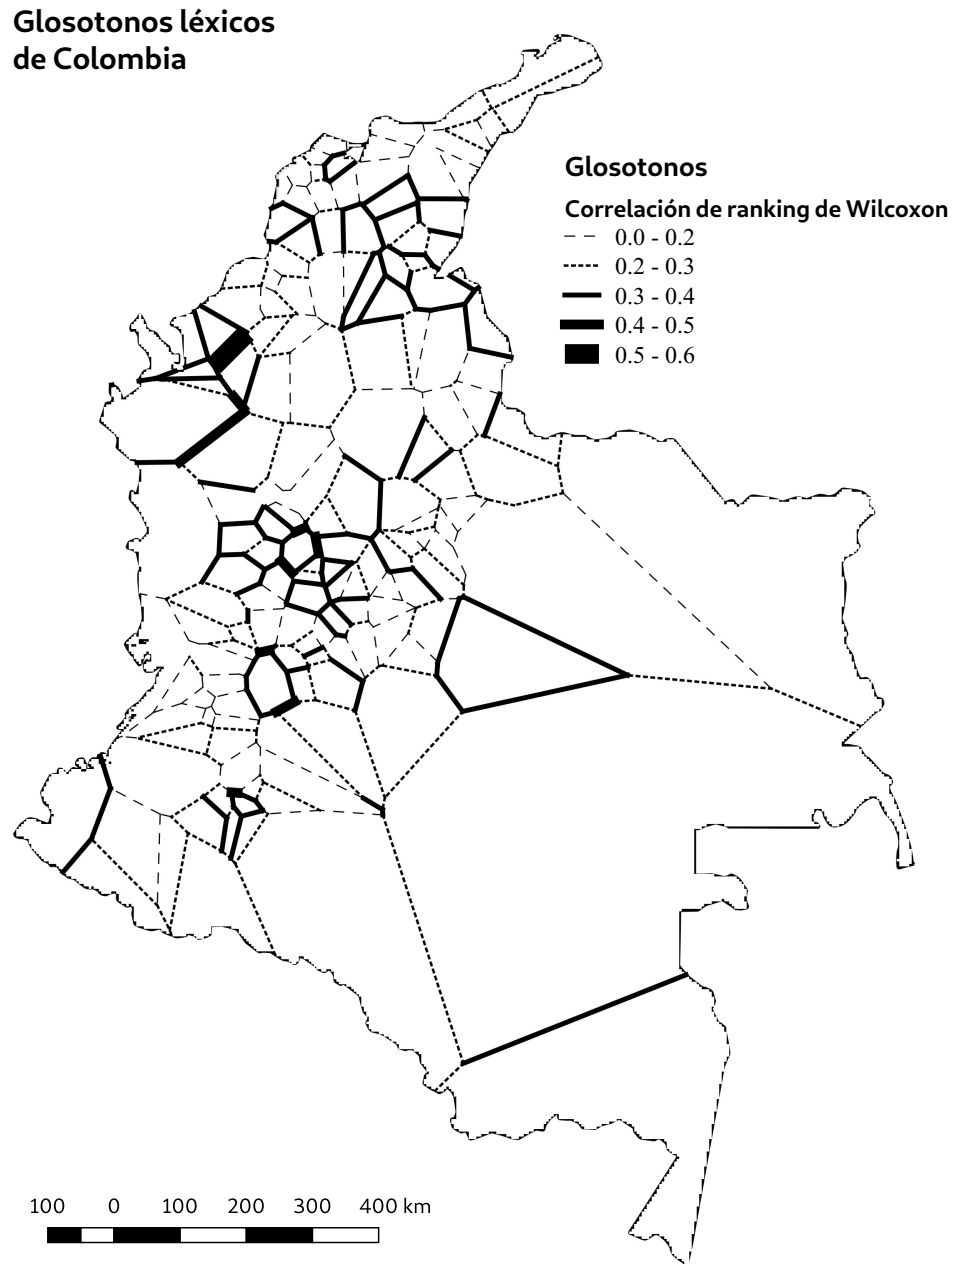 Glosotonos léxicos
de Colombia
Glosotonos
Correlación de ranking de Wilcoxon
0.0 - 0.2
0.2 - 0.3
0.3 - 0.4
0.4 - 0.5
0.5 - 0.6
100 0 100 200 300 400 km